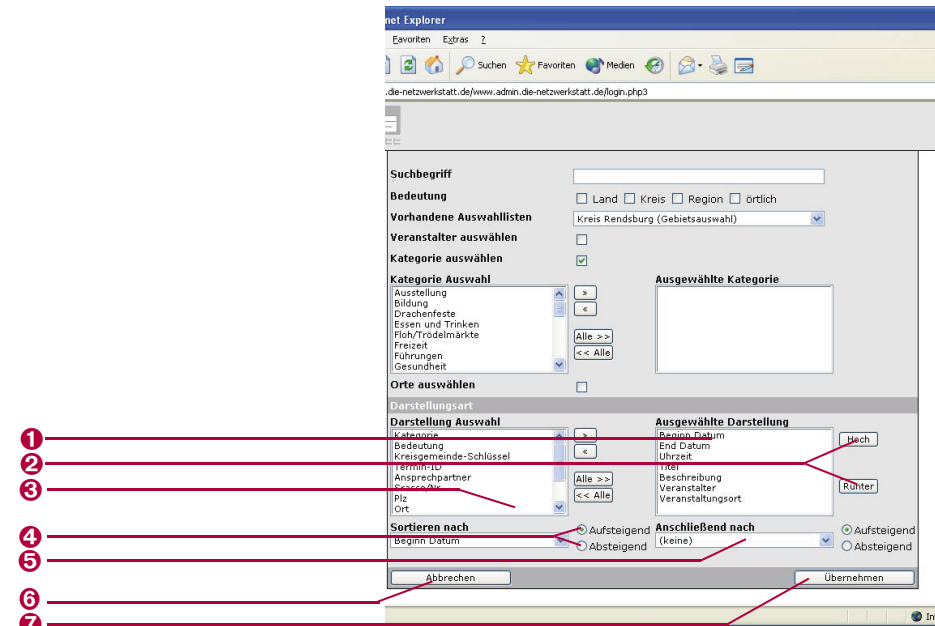 net Explorer
Favoriten Extras ?
Suchen Favoriten Medien
.die-netzwerkstatt.de/www.admin.die-netzwerkstatt.de/login.php3
Suchbegriff
Bedeutung Land Kreis Region örtlich
Vorhandene Auswahllisten Kreis Rendsburg (Gebietsauswahl)
Veranstalter auswählen
Kategorie auswählen
Kategorie Auswahl Ausgewählte Kategorie
Ausstellung »
Bildung «
Drachenfeste
Essen und Trinken
Floh/Trödelmärkte Alle >>
Freizeit << Alle
Führungen
Gesundheit
Orte auswählen
Darstellungsart
Darstellung Auswahl Ausgewählte Darstellung
1 Kategorie » Beginn Datum Hoch
Bedeutung « End Datum
2 Kreisgemeinde-Schlüssel Uhrzeit
Termin-ID Titel
Ansprechpartner Alle >> Beschreibung
3 Srasse/Nr. Veranstalter Runter
Plz << Alle Veranstaltungsort
Ort
Sortieren nach Aufsteigend Anschließend nach Aufsteigend
4 Beginn Datum Absteigend (keine) Absteigend
5
Abbrechen Übernehmen
6
7 In